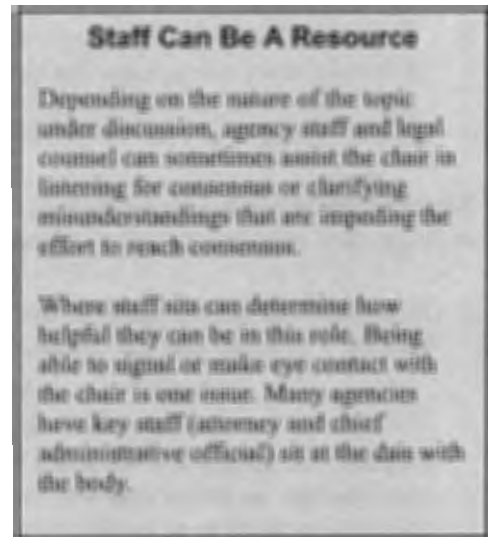 Staff Can Be A Resource
Depending on the nature of the topic
under discussion, agency staff and legal
counsel can sometimes assist the chair in
listening for consensus or clarifying
misunderstandings that are impeding the
effort to reach consensus.
Where staff sits can determine how
helpful they can be in this role. Being
able to signal or make eye contact with
the chair is one issue. Many agencies
have key staff (attorney and chief
administrative official) sit at the dais with
the body.